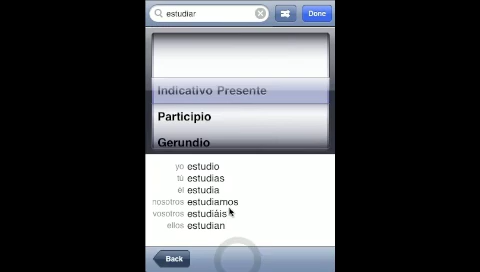 estudiar Done
Indicativo Presente
Participio
Gerundio
yo estudio
tú estudias
el estudia
nosotros estudiamos
vosotros estudiáis
ellos estudian
Back